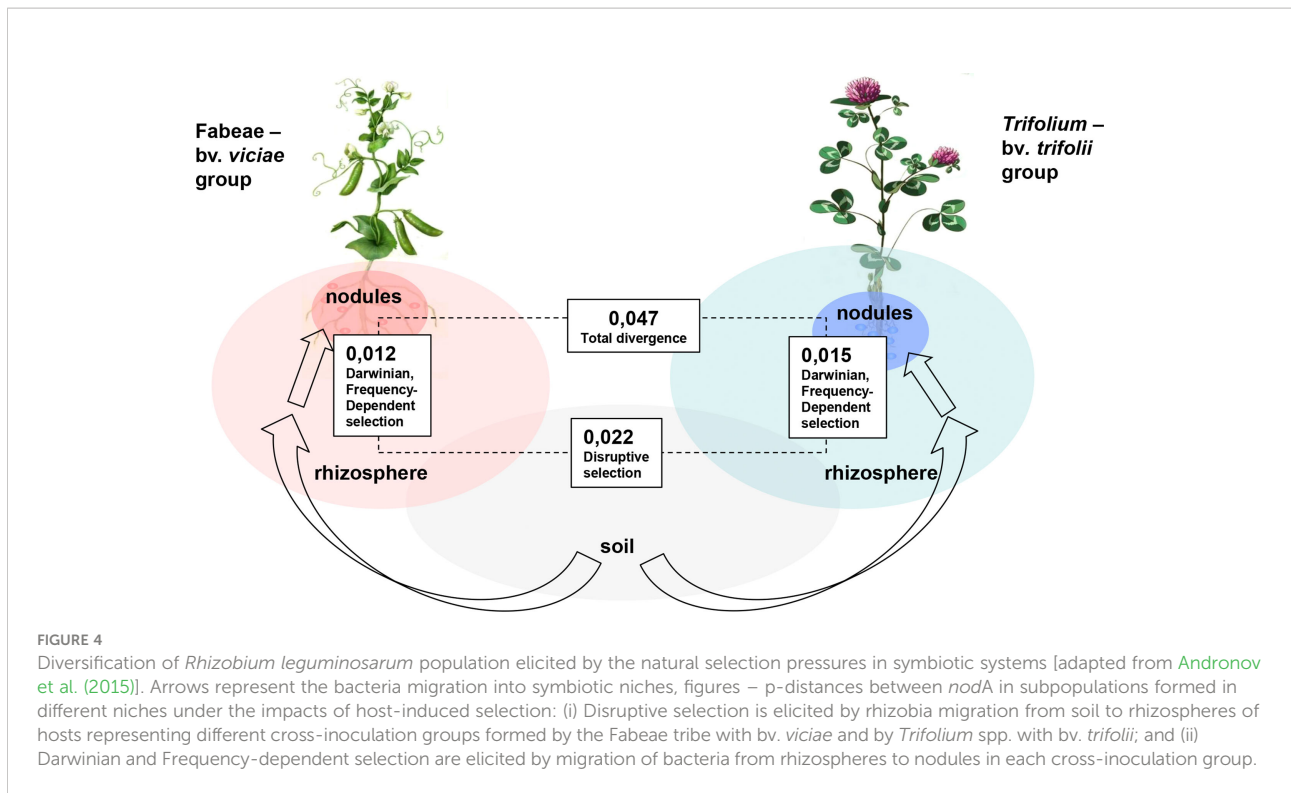 Fabeae –
bv. viciae
group
Trifolium –
bv. trifolii
group
nodules
nodules
0,047
Total divergence
0,012
Darwinian,
Frequency-
Dependent
selection
0,015
Darwinian,
Frequency-
Dependent
selection
0,022
Disruptive
selection
rhizosphere
rhizosphere
soil
FIGURE 4
Diversification of Rhizobium leguminosarum population elicited by the natural selection pressures in symbiotic systems [adapted from Andronov
et al. (2015)]. Arrows represent the bacteria migration into symbiotic niches, figures – p-distances between nodA in subpopulations formed in
different niches under the impacts of host-induced selection: (i) Disruptive selection is elicited by rhizobia migration from soil to rhizospheres of
hosts representing different cross-inoculation groups formed by the Fabeae tribe with bv. viciae and by Trifolium spp. with bv. trifolii; and (ii)
Darwinian and Frequency-dependent selection are elicited by migration of bacteria from rhizospheres to nodules in each cross-inoculation group.